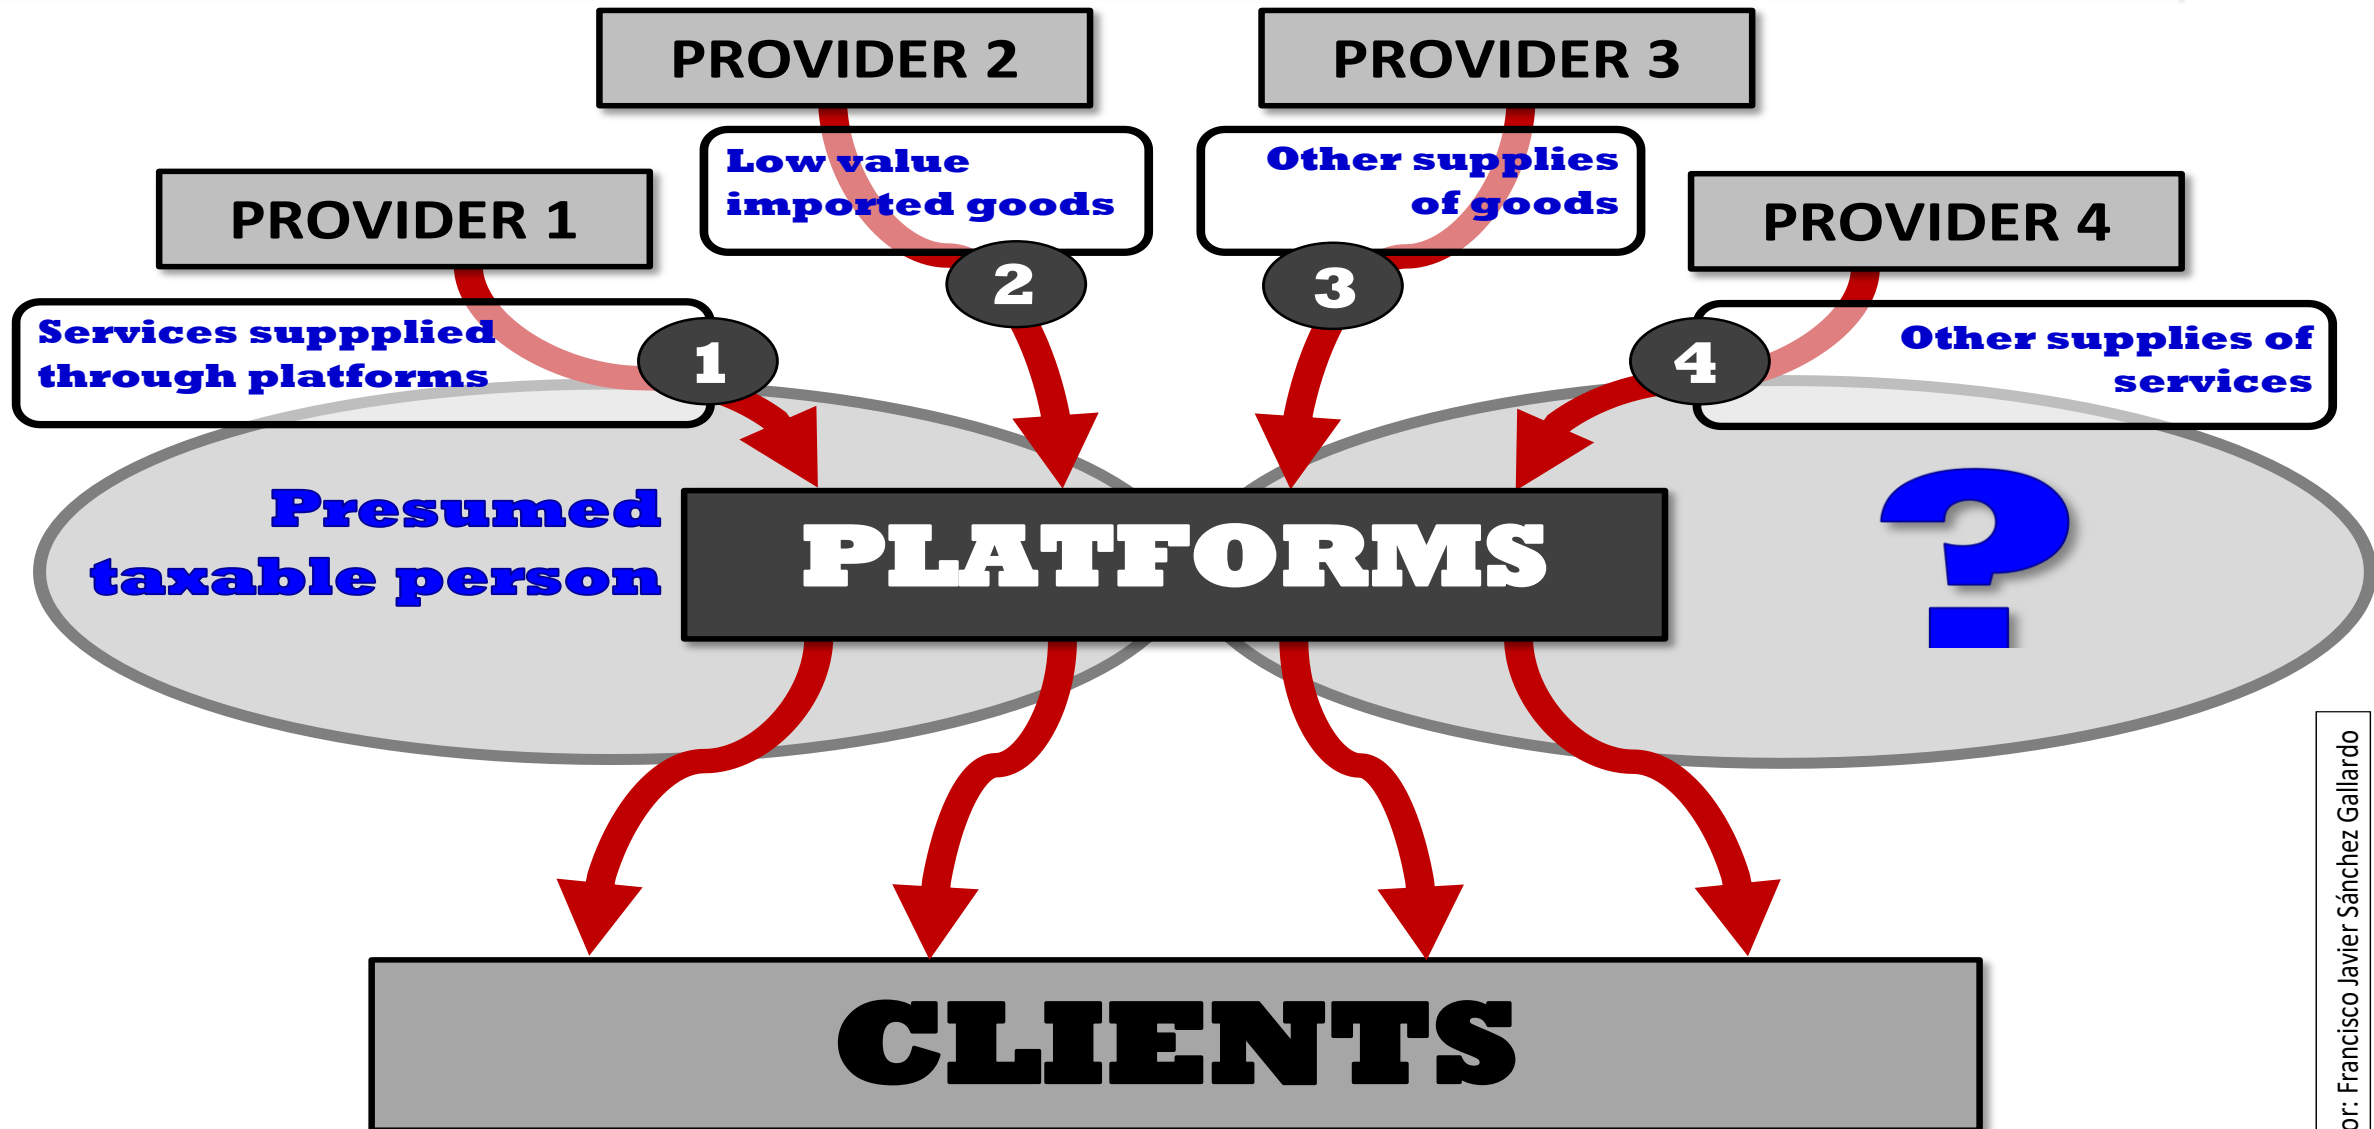 PROVIDER 2
PROVIDER 3
Low value
imported goods
Other supplies
of goods
PROVIDER 1
PROVIDER 4
2
3
Services suppplied
through platforms
1
4
Other supplies of
services
Presumed
taxable person
PLATFORMS
?
CLIENTS
or: Francisco Javier Sánchez Gallardo